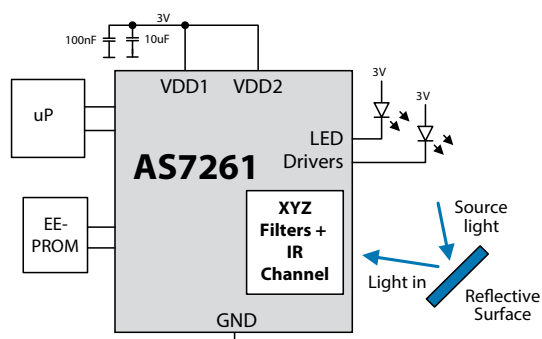 3V
100nF
10uF
VDD1 VDD2
3V
3V
uP
LED
Drivers
AS7261
XYZ
Filters +
IR
Channel
EE-
PROM
Source
light
Light in
Reflective
Surface
GND